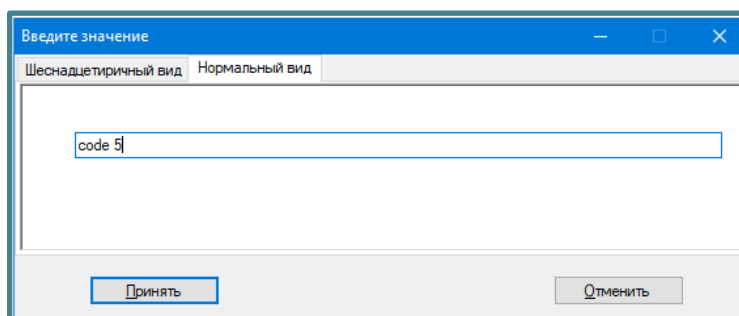 Введите значение
Шеснадцетиричный вид Нормальный вид
code 5
Принять Отменить